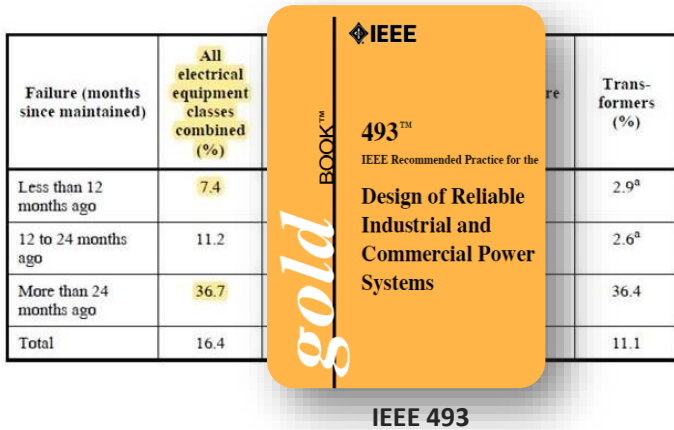 Failure (months
since maintained)
All
electrical
equipment
classes
combined
(%)
re
Trans-
formers
(%)
Less than 12
months ago
7.4
2.9a
12 to 24 months
ago
11.2
2.6a
More than 24
months ago
36.7
36.4
Total
16.4
11.1
IEEE
gold
BOOK™
493™
IEEE Recommended Practice for the
Design of Reliable
Industrial and
Commercial Power
Systems
IEEE 493